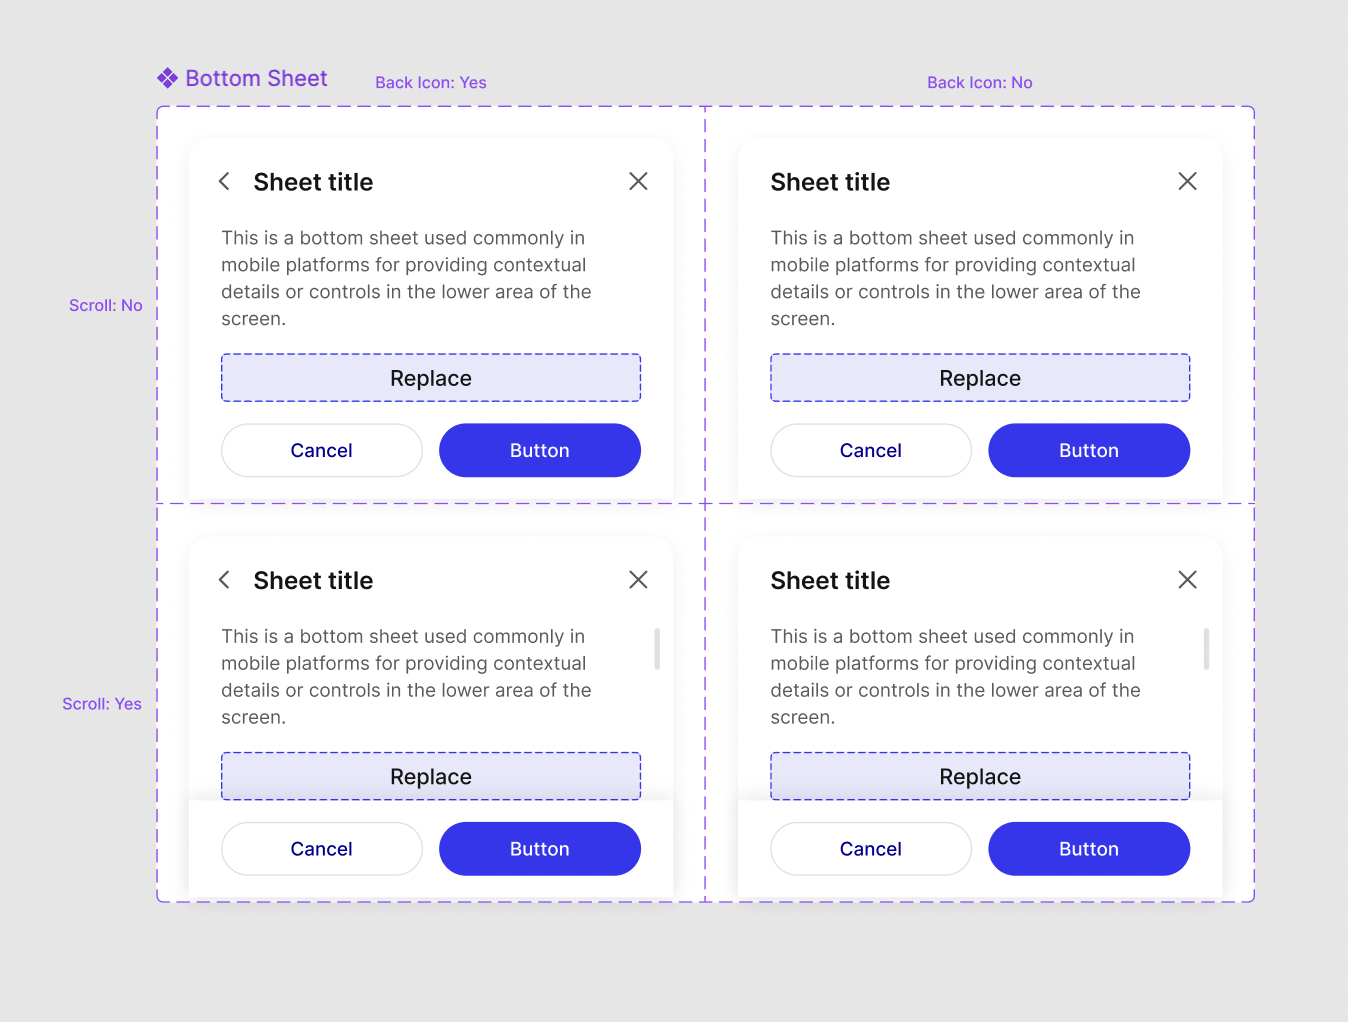 Bottom Sheet
Back Icon: Yes
Back Icon: No
Scroll: No
Sheet title
This is a bottom sheet used commonly in
mobile platforms for providing contextual
details or controls in the lower area of the
screen.
Replace
Cancel
Button
Sheet title
This is a bottom sheet used commonly in
mobile platforms for providing contextual
details or controls in the lower area of the
screen.
Replace
Cancel
Button
Scroll: Yes
Sheet title
This is a bottom sheet used commonly in
mobile platforms for providing contextual
details or controls in the lower area of the
screen.
Replace
Cancel
Button
Sheet title
This is a bottom sheet used commonly in
mobile platforms for providing contextual
details or controls in the lower area of the
screen.
Replace
Cancel
Button